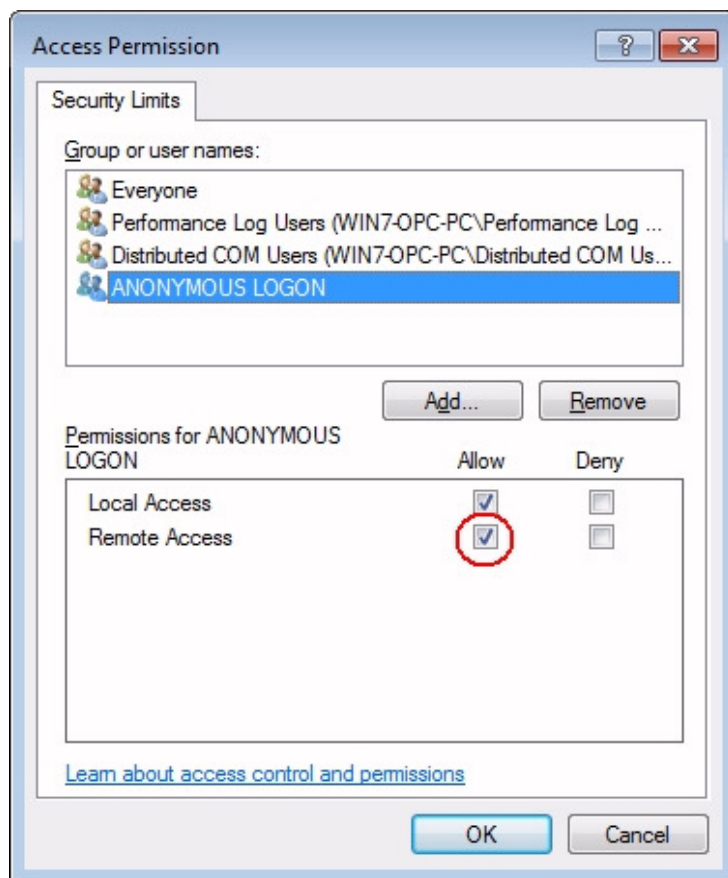 Access Permission
Security Limits
Group or user names:
Everyone
Performance Log Users (WIN7-OPC-PC\Performance Log ...
Distributed COM Users (WIN7-OPC-PC\Distributed COM Us...
ANONYMOUS LOGON
Add... Remove
Permissions for ANONYMOUS
LOGON Allow Deny
Local Access
Remote Access
Learn about access control and permissions
OK Cancel